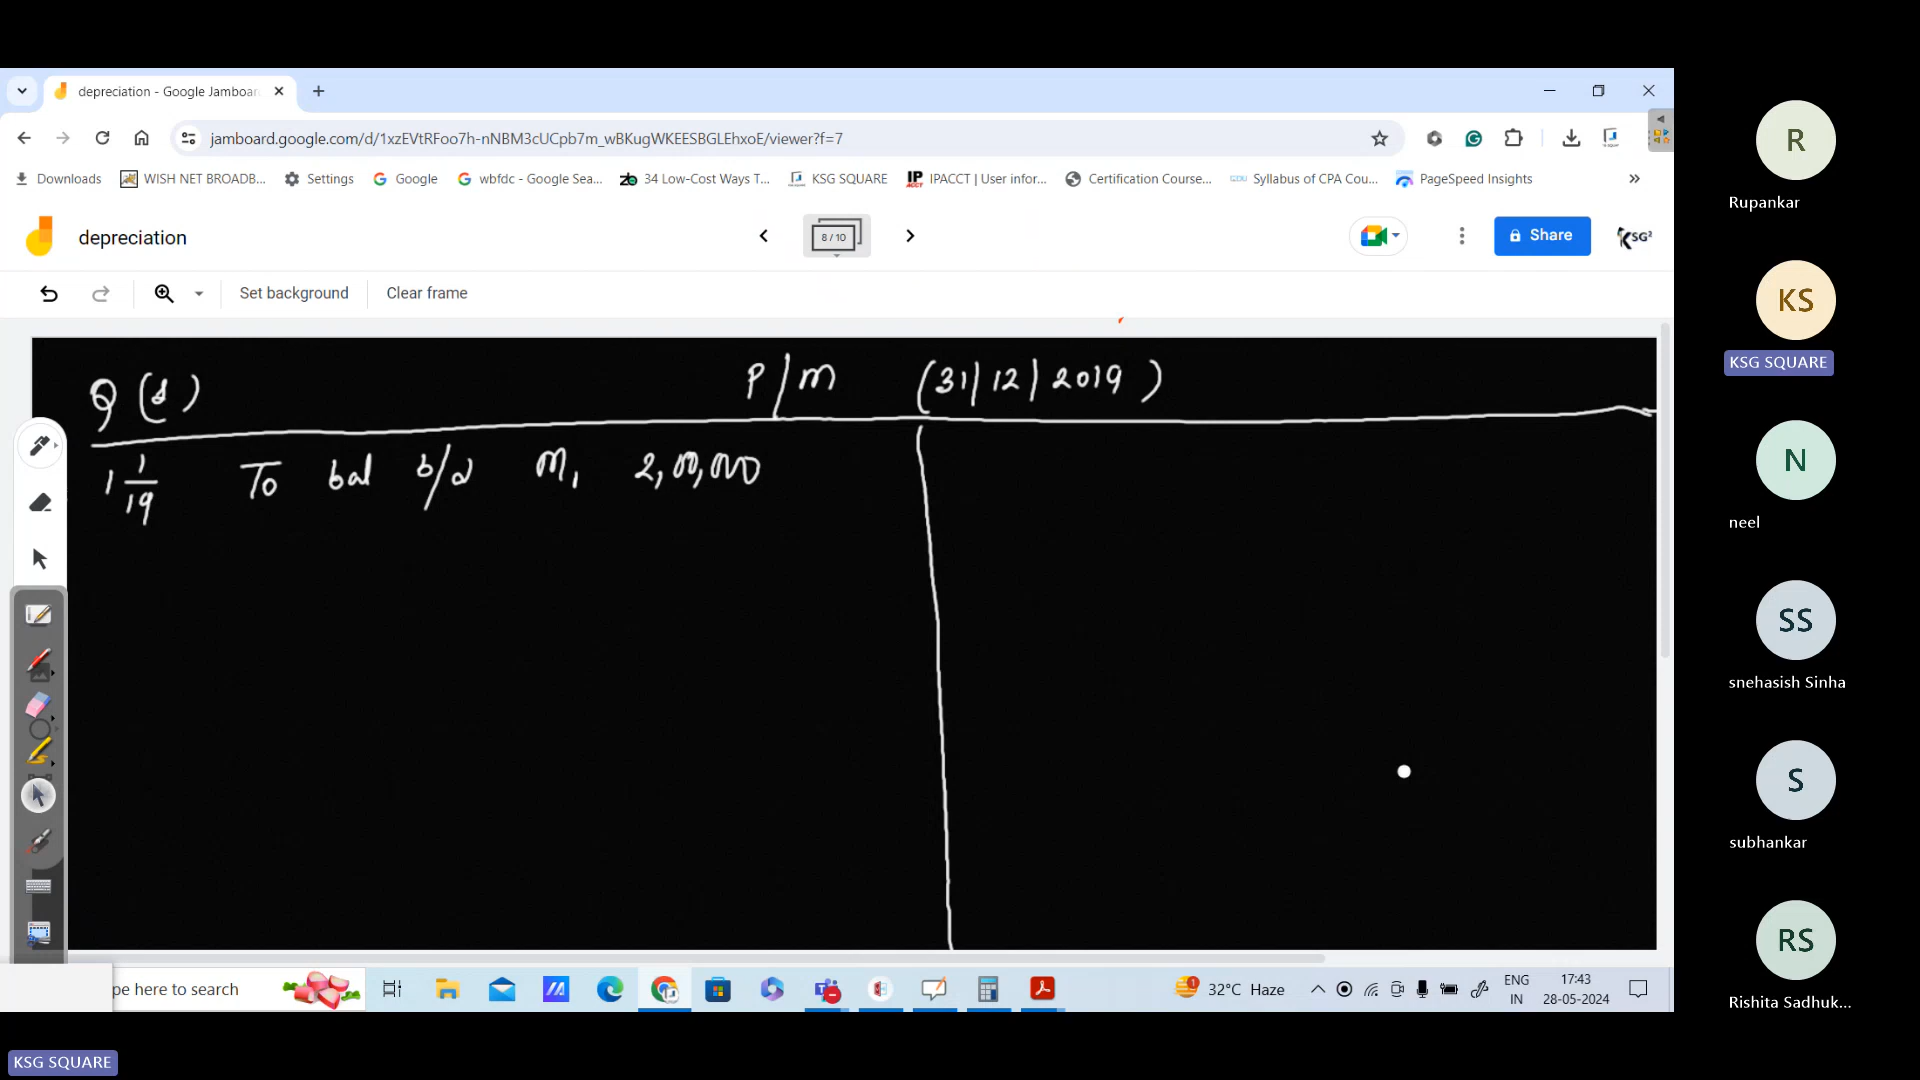 depreciation - Google Jamboar
jamboard.google.com/d/1xzEVtRFoo7h-nNBM3cUCpb7m_wBKugWKEESBGLEhxoE/viewer?f=7
Downloads WISH NET BROADB... Settings Google wbfdc - Google Sea... 34 Low-Cost Ways T... KSG SQUARE IPACCT | User infor... Certification Course... Syllabus of CPA Cou... PageSpeed Insights
depreciation 8 / 10 Share KSG²
Set background Clear frame
P/M (31/12/2019)
1 1/19 To bal b/d M1 2,00,000
pe here to search 32°C Haze ENG IN 17:43 28-05-2024
R
Rupankar
KS
KSG SQUARE
N
neel
SS
snehasish Sinha
S
subhankar
RS
Rishita Sadhuk...
KSG SQUARE